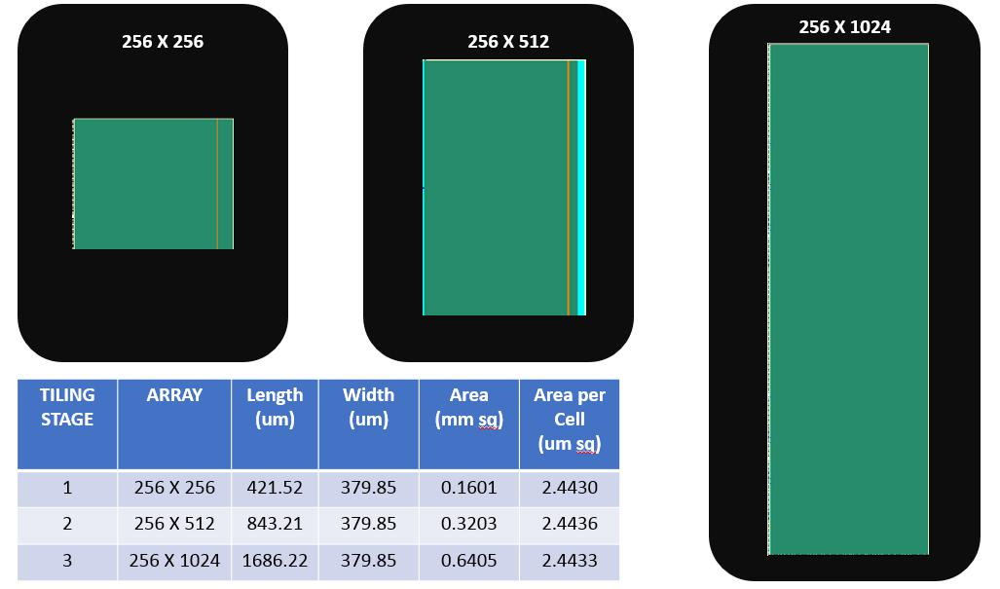 256 X 256
256 X 512
256 X 1024
TILING STAGE ARRAY Length (um) Width (um) Area (mm sq) Area per Cell (um sq)
1 256 X 256 421.52 379.85 0.1601 2.4430
2 256 X 512 843.21 379.85 0.3203 2.4436
3 256 X 1024 1686.22 379.85 0.6405 2.4433